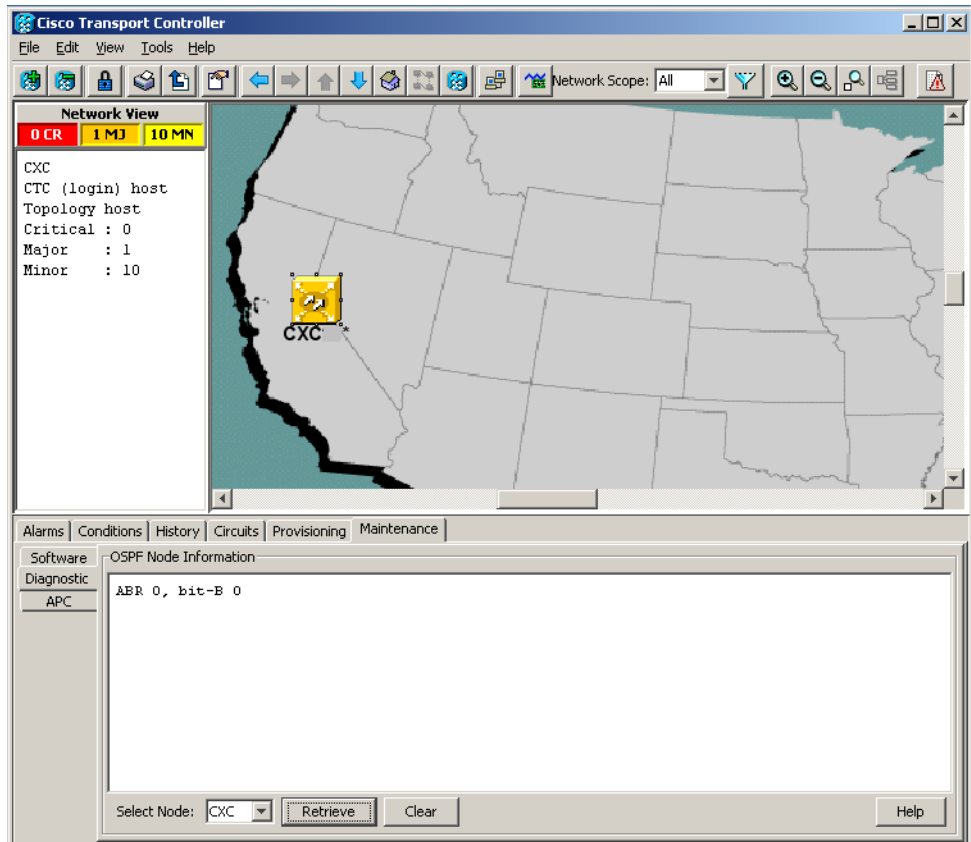 Cisco Transport Controller
File Edit View Tools Help
Network Scope: All
Network View
0 CR 1 MJ 10 MN
CXC
CTC (login) host
Topology host
Critical : 0
Major : 1
Minor : 10
CXC *
Alarms Conditions History Circuits Provisioning Maintenance
Software
Diagnostic
APC
OSPF Node Information
ABR 0, bit-B 0
Select Node: CXC Retrieve Clear Help